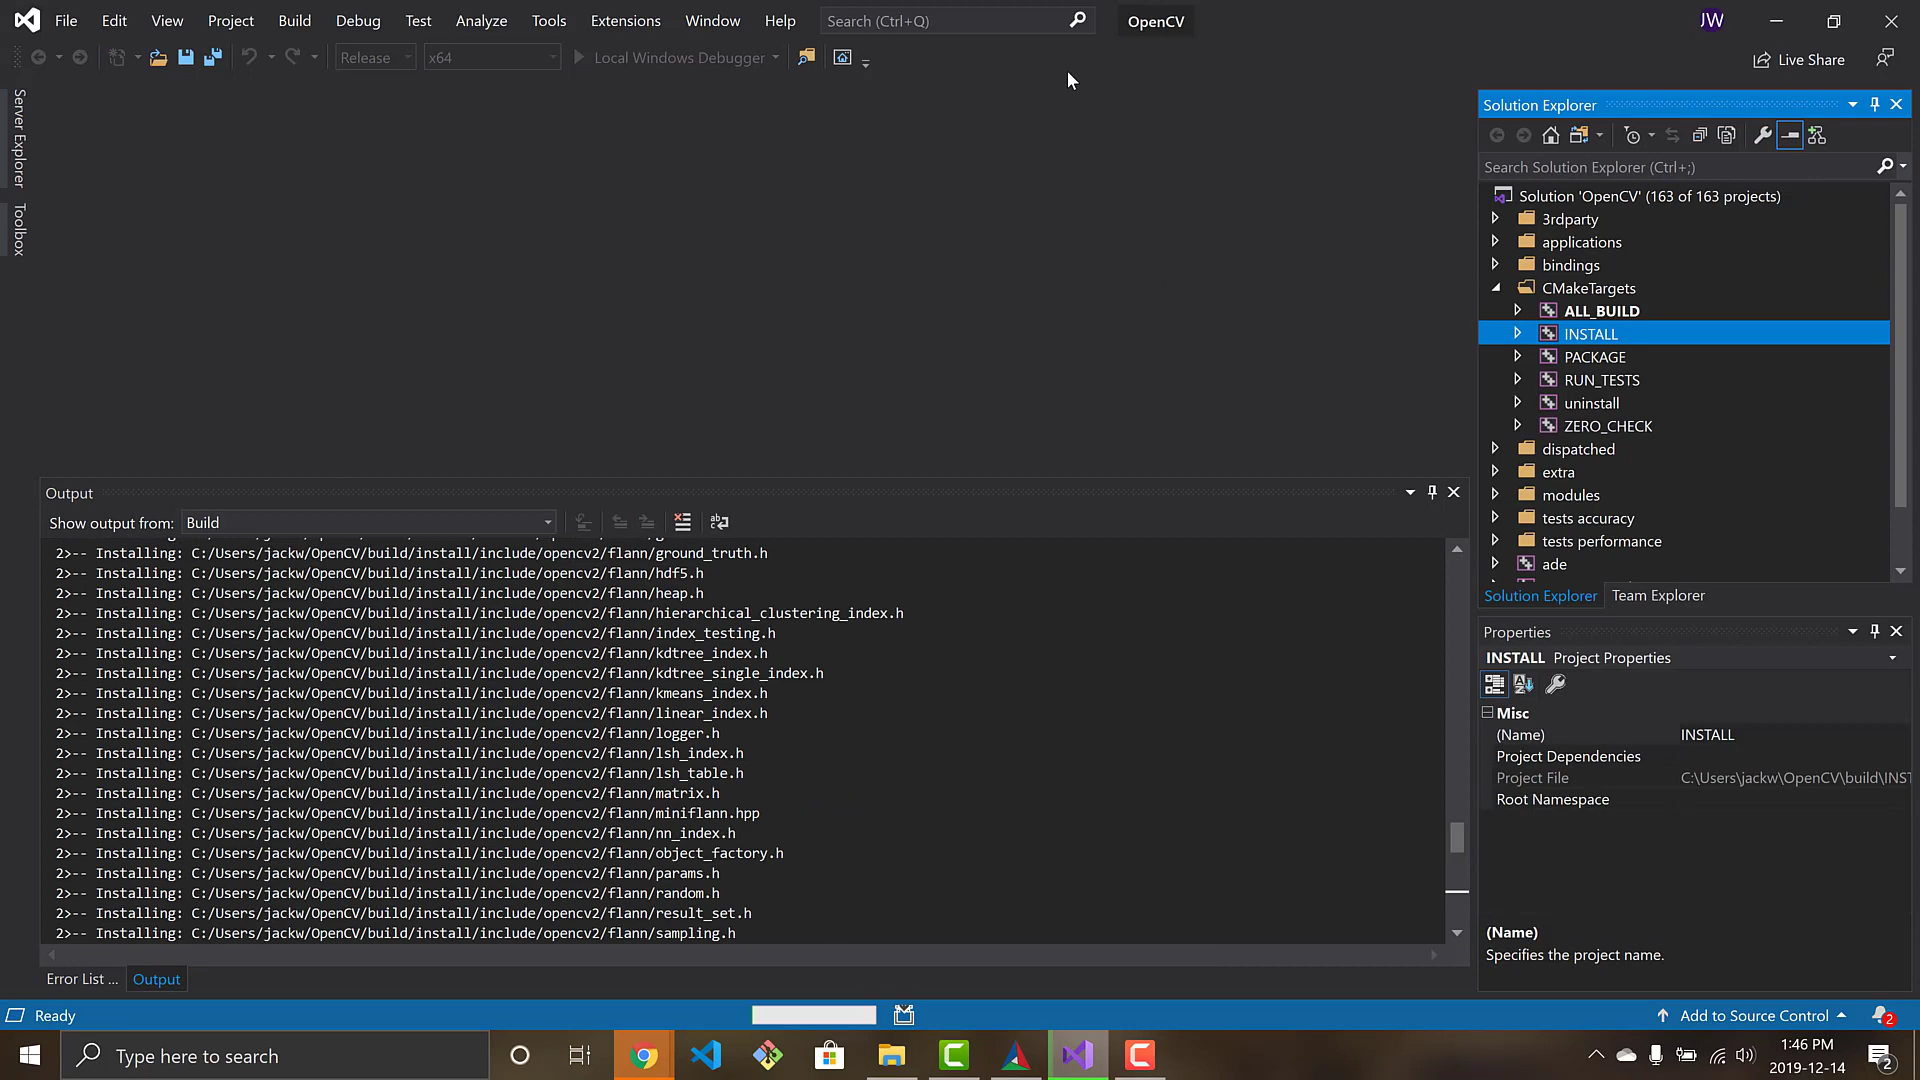 File Edit View Project Build Debug Test Analyze Tools Extensions Window Help Search (Ctrl+Q) OpenCV JW
Release x64 Local Windows Debugger Live Share
Server Explorer
Toolbox
Solution Explorer
Search Solution Explorer (Ctrl+;)
Solution 'OpenCV' (163 of 163 projects)
3rdparty
applications
bindings
CMakeTargets
ALL_BUILD
INSTALL
PACKAGE
RUN_TESTS
uninstall
ZERO_CHECK
dispatched
extra
modules
tests accuracy
tests performance
ade
Solution Explorer Team Explorer
Output
Show output from: Build
2>-- Installing: C:/Users/jackw/OpenCV/build/install/include/opencv2/flann/ground_truth.h
2>-- Installing: C:/Users/jackw/OpenCV/build/install/include/opencv2/flann/hdf5.h
2>-- Installing: C:/Users/jackw/OpenCV/build/install/include/opencv2/flann/heap.h
2>-- Installing: C:/Users/jackw/OpenCV/build/install/include/opencv2/flann/hierarchical_clustering_index.h
2>-- Installing: C:/Users/jackw/OpenCV/build/install/include/opencv2/flann/index_testing.h
2>-- Installing: C:/Users/jackw/OpenCV/build/install/include/opencv2/flann/kdtree_index.h
2>-- Installing: C:/Users/jackw/OpenCV/build/install/include/opencv2/flann/kdtree_single_index.h
2>-- Installing: C:/Users/jackw/OpenCV/build/install/include/opencv2/flann/kmeans_index.h
2>-- Installing: C:/Users/jackw/OpenCV/build/install/include/opencv2/flann/linear_index.h
2>-- Installing: C:/Users/jackw/OpenCV/build/install/include/opencv2/flann/logger.h
2>-- Installing: C:/Users/jackw/OpenCV/build/install/include/opencv2/flann/lsh_index.h
2>-- Installing: C:/Users/jackw/OpenCV/build/install/include/opencv2/flann/lsh_table.h
2>-- Installing: C:/Users/jackw/OpenCV/build/install/include/opencv2/flann/matrix.h
2>-- Installing: C:/Users/jackw/OpenCV/build/install/include/opencv2/flann/miniflann.hpp
2>-- Installing: C:/Users/jackw/OpenCV/build/install/include/opencv2/flann/nn_index.h
2>-- Installing: C:/Users/jackw/OpenCV/build/install/include/opencv2/flann/object_factory.h
2>-- Installing: C:/Users/jackw/OpenCV/build/install/include/opencv2/flann/params.h
2>-- Installing: C:/Users/jackw/OpenCV/build/install/include/opencv2/flann/random.h
2>-- Installing: C:/Users/jackw/OpenCV/build/install/include/opencv2/flann/result_set.h
2>-- Installing: C:/Users/jackw/OpenCV/build/install/include/opencv2/flann/sampling.h
Error List ... Output
Properties
INSTALL Project Properties
Misc
(Name) INSTALL
Project Dependencies
Project File C:\Users\jackw\OpenCV\build\INST
Root Namespace
(Name)
Specifies the project name.
Ready Add to Source Control 2
Type here to search 1:46 PM
2019-12-14 2